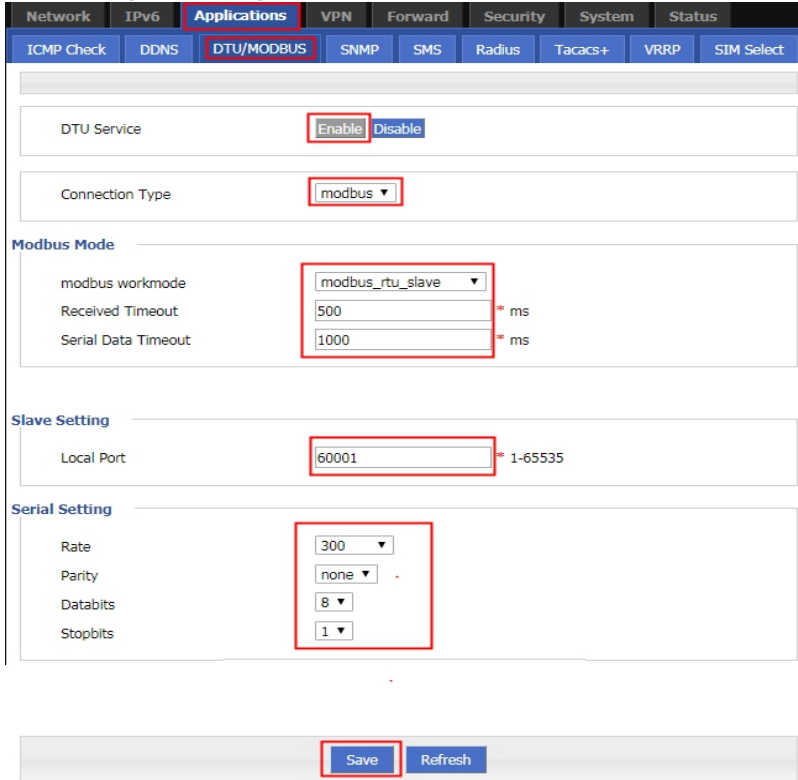 Network IPv6 Applications VPN Forward Security System Status
ICMP Check DDNS DTU/MODBUS SNMP SMS Radius Tacacs+ VRRP SIM Select
DTU Service Enable Disable
Connection Type modbus ▼
Modbus Mode
modbus workmode modbus_rtu_slave ▼
Received Timeout 500 * ms
Serial Data Timeout 1000 * ms
Slave Setting
Local Port 60001 * 1-65535
Serial Setting
Rate 300 ▼
Parity none ▼
Databits 8 ▼
Stopbits 1 ▼
Save Refresh